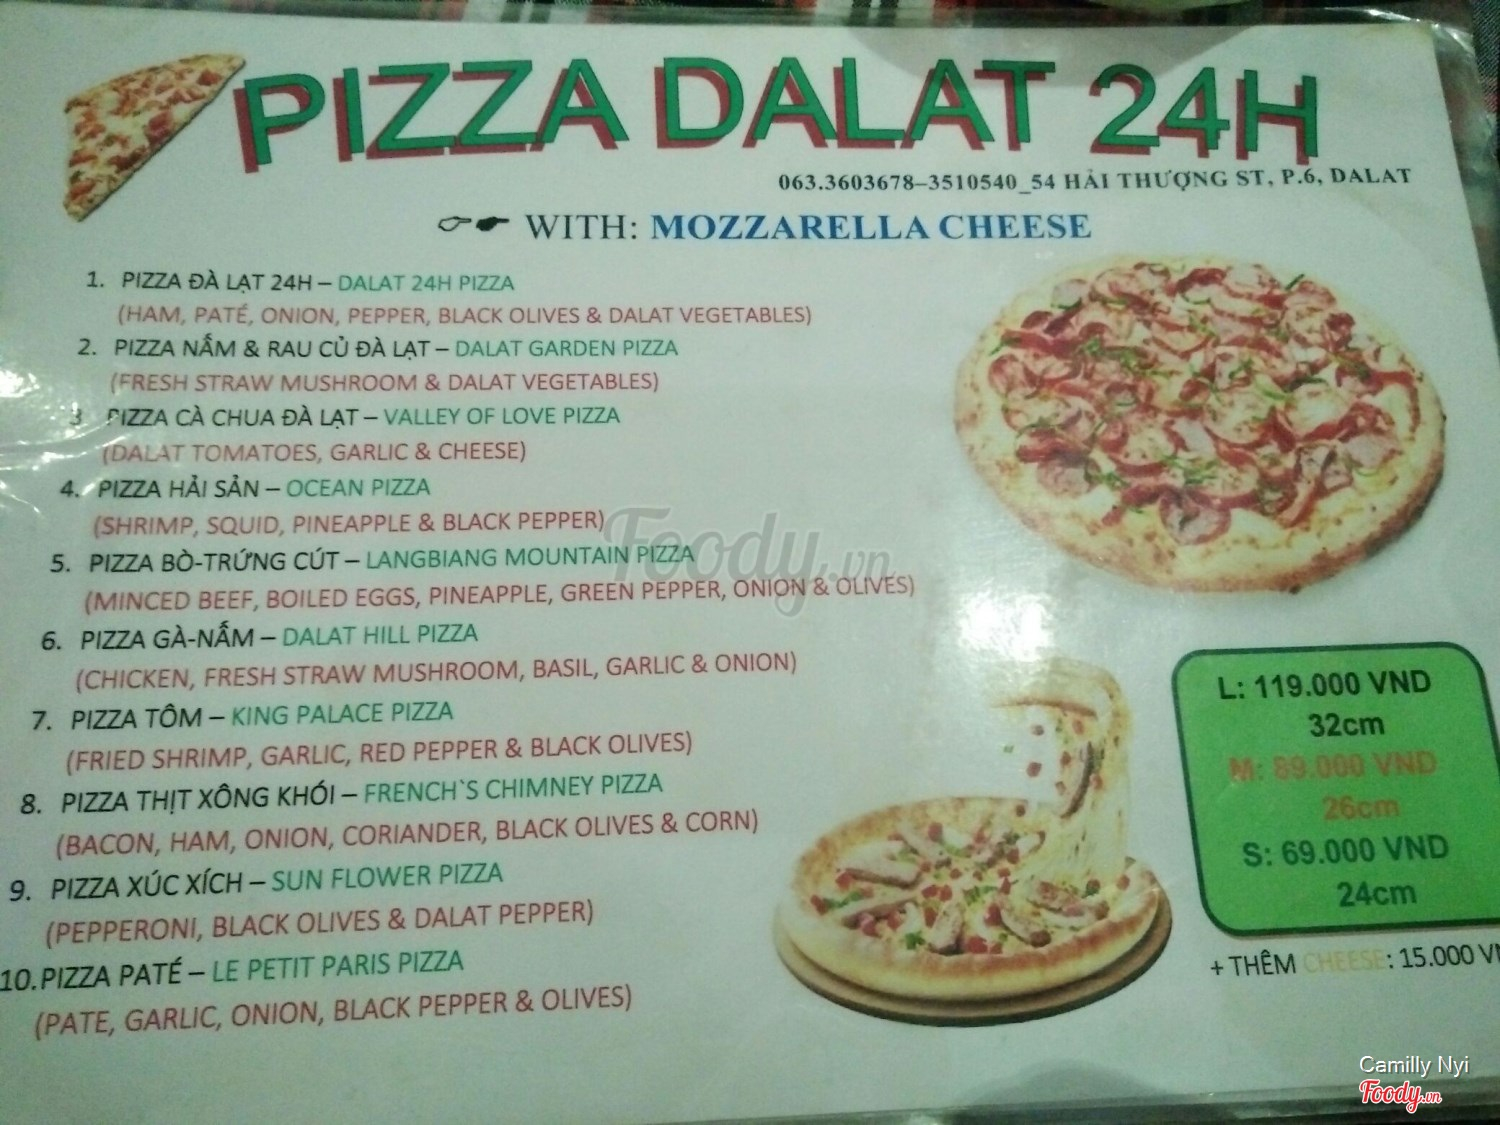 PIZZA DALAT 24H
063.3603678–3510540_54 HẢI THƯỢNG ST, P.6, DALAT
WITH: MOZZARELLA CHEESE
1. PIZZA ĐÀ LẠT 24H – DALAT 24H PIZZA
(HAM, PATÉ, ONION, PEPPER, BLACK OLIVES & DALAT VEGETABLES)
2. PIZZA NẤM & RAU CỦ ĐÀ LẠT – DALAT GARDEN PIZZA
(FRESH STRAW MUSHROOM & DALAT VEGETABLES)
3 PIZZA CÀ CHUA ĐÀ LẠT – VALLEY OF LOVE PIZZA
(DALAT TOMATOES, GARLIC & CHEESE)
4. PIZZA HẢI SẢN – OCEAN PIZZA
(SHRIMP, SQUID, PINEAPPLE & BLACK PEPPER)
5. PIZZA BÒ-TRỨNG CÚT – LANGBIANG MOUNTAIN PIZZA
(MINCED BEEF, BOILED EGGS, PINEAPPLE, GREEN PEPPER, ONION & OLIVES)
6. PIZZA GÀ-NẤM – DALAT HILL PIZZA
(CHICKEN, FRESH STRAW MUSHROOM, BASIL, GARLIC & ONION)
7. PIZZA TÔM – KING PALACE PIZZA
(FRIED SHRIMP, GARLIC, RED PEPPER & BLACK OLIVES)
8. PIZZA THỊT XÔNG KHÓI – FRENCH`S CHIMNEY PIZZA
(BACON, HAM, ONION, CORIANDER, BLACK OLIVES & CORN)
9. PIZZA XÚC XÍCH – SUN FLOWER PIZZA
(PEPPERONI, BLACK OLIVES & DALAT PEPPER)
10. PIZZA PATÉ – LE PETIT PARIS PIZZA
(PATE, GARLIC, ONION, BLACK PEPPER & OLIVES)
L: 119.000 VND
32cm
M: 89.000 VND
26cm
S: 69.000 VND
24cm
+ THÊM CHEESE: 15.000 VN
Foody.vn
Camilly Nyi
Foody.vn